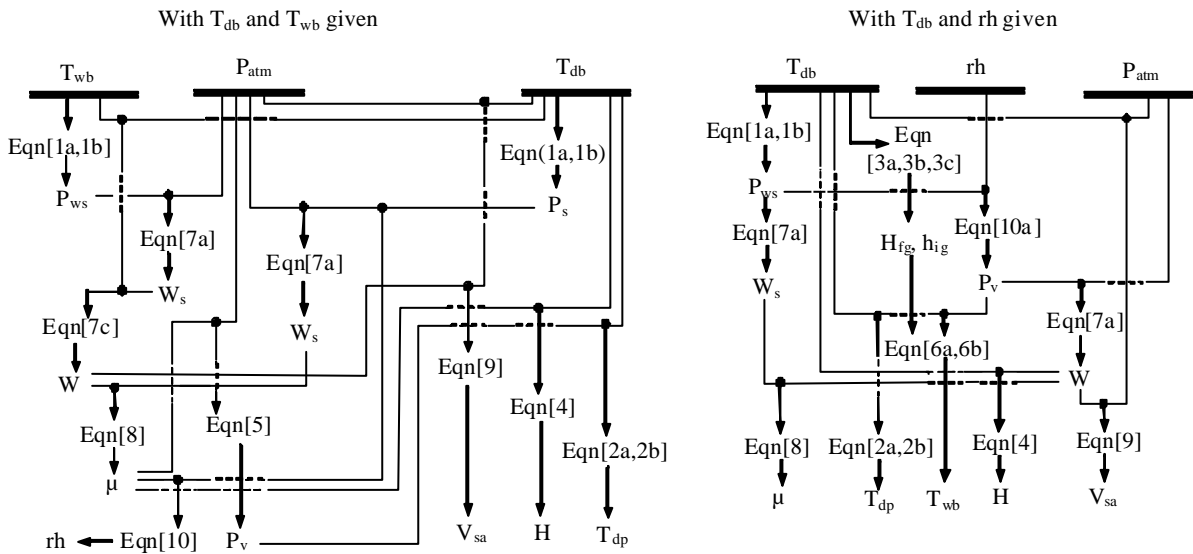 With T_db and T_wb given
T_wb
P_atm
T_db
Eqn[1a,1b]
Eqn(1a,1b)
P_ws
P_s
Eqn[7a]
Eqn[7a]
W_s
Eqn[7c]
W_s
W
Eqn[9]
Eqn[4]
Eqn[8]
Eqn[5]
Eqn[2a,2b]
μ
rh
Eqn[10]
P_v
V_sa
H
T_dp
With T_db and rh given
T_db
rh
P_atm
Eqn[1a,1b]
Eqn
[3a,3b,3c]
P_ws
Eqn[7a]
Eqn[10a]
H_fg, h_ig
W_s
P_v
Eqn[7a]
Eqn[6a,6b]
W
Eqn[8]
Eqn[2a,2b]
Eqn[4]
Eqn[9]
μ
T_dp
T_wb
H
V_sa